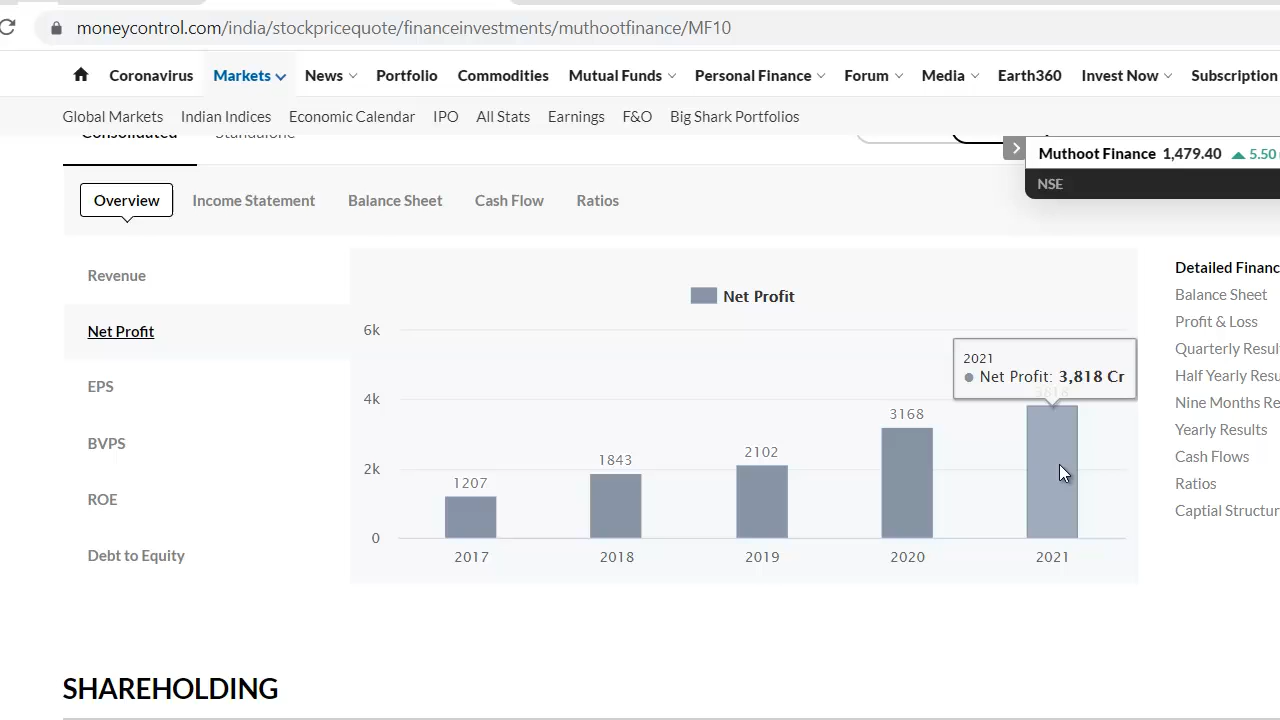 moneycontrol.com/india/stockpricequote/financeinvestments/muthootfinance/MF10
Coronavirus Markets News Portfolio Commodities Mutual Funds Personal Finance Forum Media Earth360 Invest Now Subscription
Global Markets Indian Indices Economic Calendar IPO All Stats Earnings F&O Big Shark Portfolios
Consolidated Standalone
Muthoot Finance 1,479.40 5.50
NSE
Overview Income Statement Balance Sheet Cash Flow Ratios
Revenue
Net Profit
EPS
BVPS
ROE
Debt to Equity
Net Profit
6k
4k
2k
0
2021
Net Profit: 3,818 Cr
1207
1843
2102
3168
2017 2018 2019 2020 2021
Detailed Financ
Balance Sheet
Profit & Loss
Quarterly Resul
Half Yearly Resu
Nine Months Re
Yearly Results
Cash Flows
Ratios
Captial Structur
SHAREHOLDING